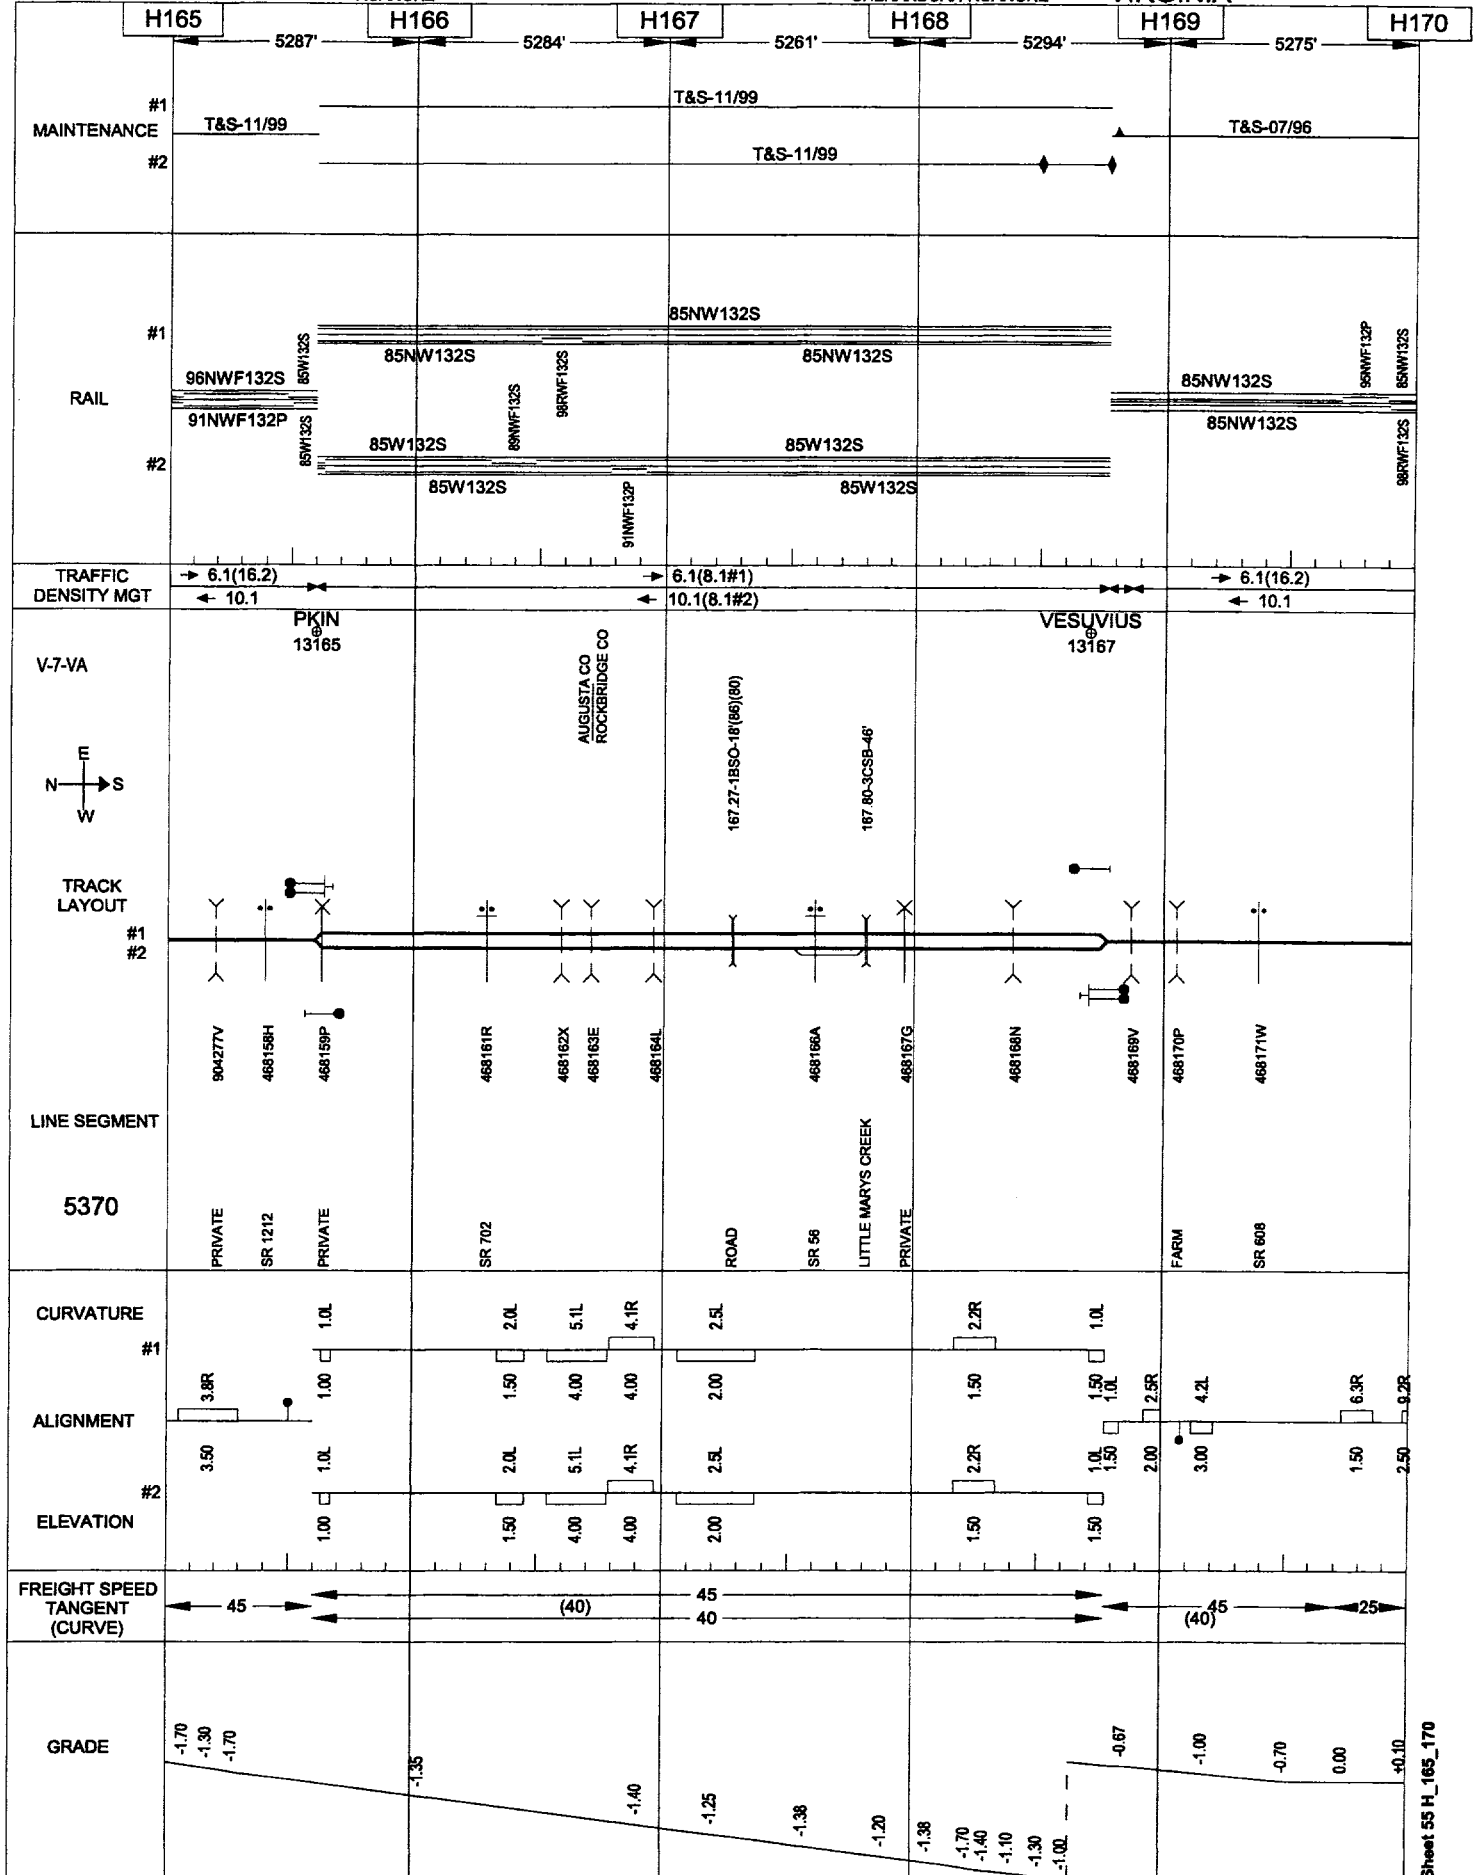 H165 H166 H167 H168 H169 H170
5287' 5284' 5261' 5294' 5275'
#1
T&S-11/99
MAINTENANCE
T&S-11/99
T&S-07/96
#2
T&S-11/99
85NW132S
#1
85NW132S
85NW132S
85W132S
98RWF132S
95NWF132P
85NW132S
96NWF132S
85NW132S
RAIL
91NWF132P
85NW132S
85W132S
89NWF132S
98RWF132S
85W132S
85W132S
#2
85W132S
85W132S
91NWF132P
TRAFFIC
DENSITY MGT
6.1(16.2)
6.1(8.1#1)
6.1(16.2)
10.1
10.1(8.1#2)
10.1
PKIN
13165
VESUVIUS
13167
V-7-VA
AUGUSTA CO
ROCKBRIDGE CO
167.27-1BSO-18'(86)(80)
167.80-3CSB-46'
E
N S
W
TRACK
LAYOUT
#1
#2
904277V
468158H
468159P
468161R
468162X
468163E
468164L
468166A
468167G
468168N
468169V
468170P
468171W
LINE SEGMENT
5370
PRIVATE
SR 1212
PRIVATE
SR 702
ROAD
SR 56
LITTLE MARYS CREEK
PRIVATE
FARM
SR 608
CURVATURE
1.0L 2.0L 5.1L 4.1R 2.5L 2.2R 1.0L
#1
1.00 1.50 4.00 4.00 2.00 1.50 1.50
3.8R 1.0L 2.5R 4.2L 6.3R 9.2R
ALIGNMENT
3.50 1.50 2.00 3.00 1.50 2.50
1.0L 2.0L 5.1L 4.1R 2.5L 2.2R 1.0L
#2
ELEVATION
1.00 1.50 4.00 4.00 2.00 1.50 1.50
FREIGHT SPEED
TANGENT
(CURVE)
45
45
(40)
40
45
(40)
25
GRADE
-1.70
-1.30
-1.70
-1.35
-1.40
-1.25
-1.38
-1.20
-1.38
-1.70
-1.40
-1.10
-1.30
-1.00
-0.67
-1.00
-0.70
0.00
+0.10
Sheet 55 H_165_170